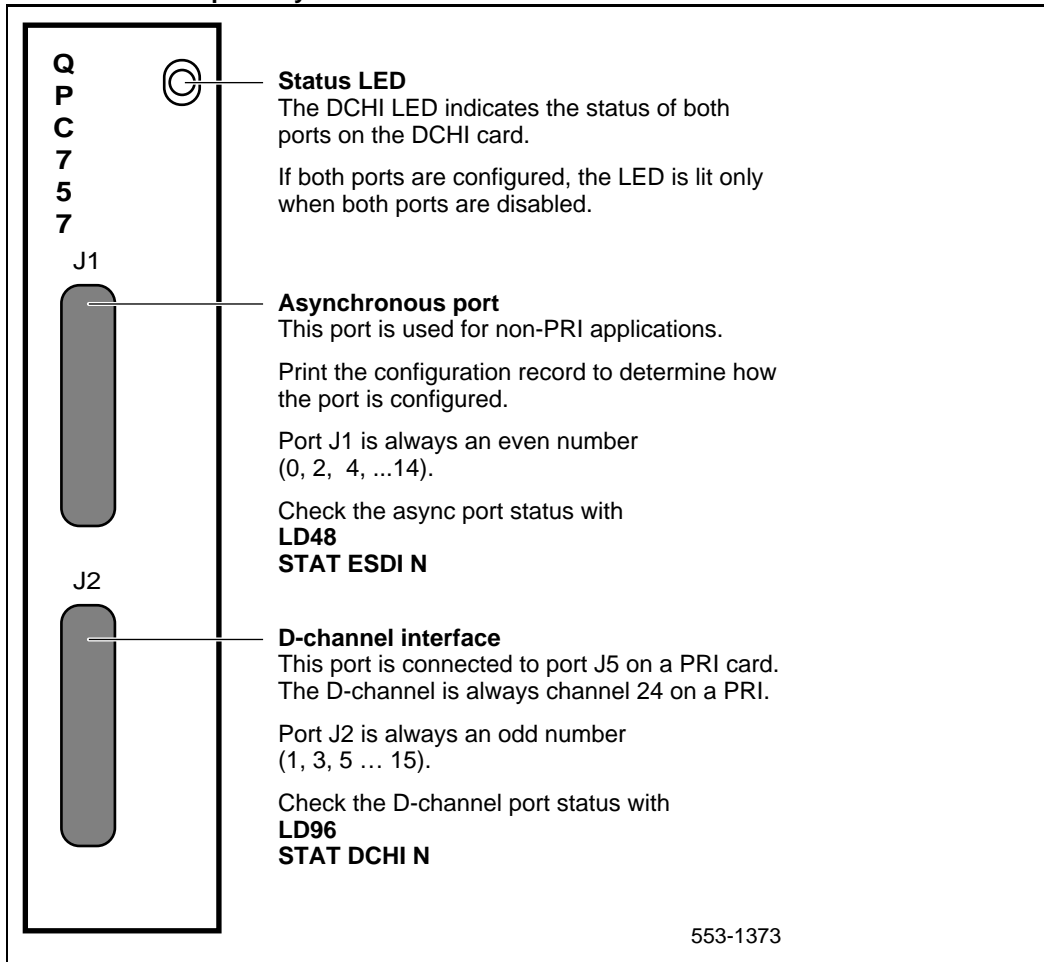 Q
P
C
7
5
7
J1
J2
Status LED
The DCHI LED indicates the status of both
ports on the DCHI card.
If both ports are configured, the LED is lit only
when both ports are disabled.
Asynchronous port
This port is used for non-PRI applications.
Print the configuration record to determine how
the port is configured.
Port J1 is always an even number
(0, 2,  4, ...14).
Check the async port status with
LD48
STAT ESDI N
D-channel interface
This port is connected to port J5 on a PRI card.
The D-channel is always channel 24 on a PRI.
Port J2 is always an odd number
(1, 3, 5 … 15).
Check the D-channel port status with
LD96
STAT DCHI N
553-1373